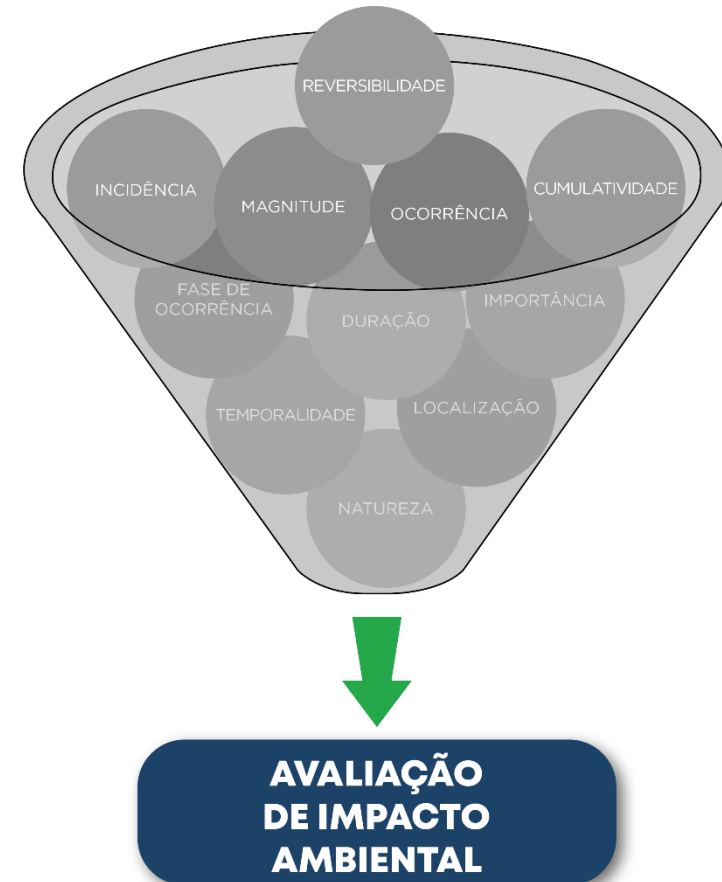 REVERSIBILIDADE
INCIDÊNCIA
MAGNITUDE
OCORRÊNCIA
CUMULATIVIDADE
FASE DE
OCORRÊNCIA
DURAÇÃO
IMPORTÂNCIA
TEMPORALIDADE
LOCALIZAÇÃO
NATUREZA
AVALIAÇÃO
DE IMPACTO
AMBIENTAL